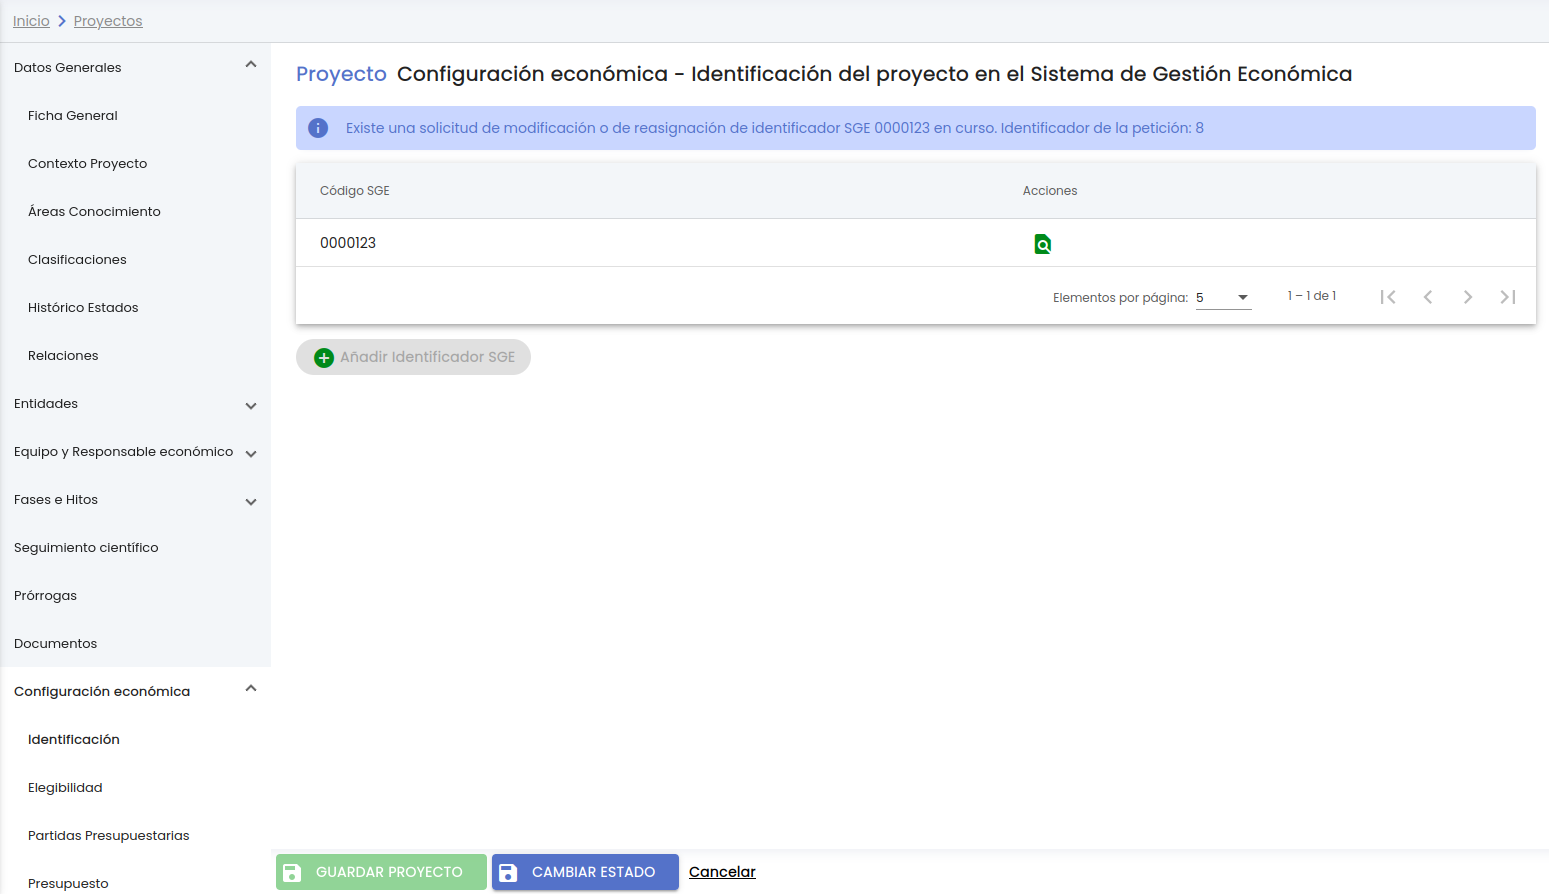 Inicio Proyectos
Datos Generales
Ficha General
Contexto Proyecto
Áreas Conocimiento
Clasificaciones
Histórico Estados
Relaciones
Entidades
Equipo y Responsable económico
Fases e Hitos
Seguimiento científico
Prórrogas
Documentos
Configuración económica
Identificación
Elegibilidad
Partidas Presupuestarias
Presupuesto
Proyecto Configuración económica - Identificación del proyecto en el Sistema de Gestión Económica
Existe una solicitud de modificación o de reasignación de identificador SGE 0000123 en curso. Identificador de la petición: 8
Código SGE Acciones
0000123
Elementos por página: 5 1 – 1 de 1
Añadir Identificador SGE
GUARDAR PROYECTO CAMBIAR ESTADO Cancelar